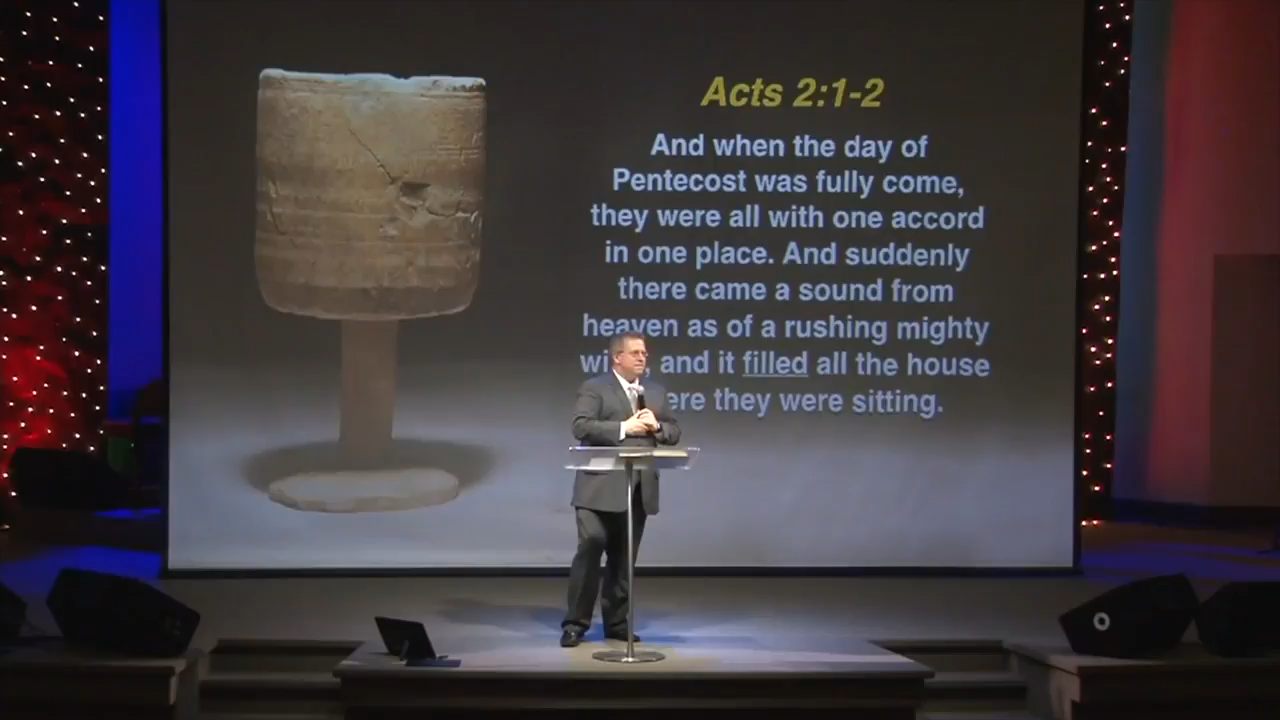 Acts 2:1-2
And when the day of
Pentecost was fully come,
they were all with one accord
in one place. And suddenly
there came a sound from
heaven as of a rushing mighty
and it filled all the house
they were sitting.